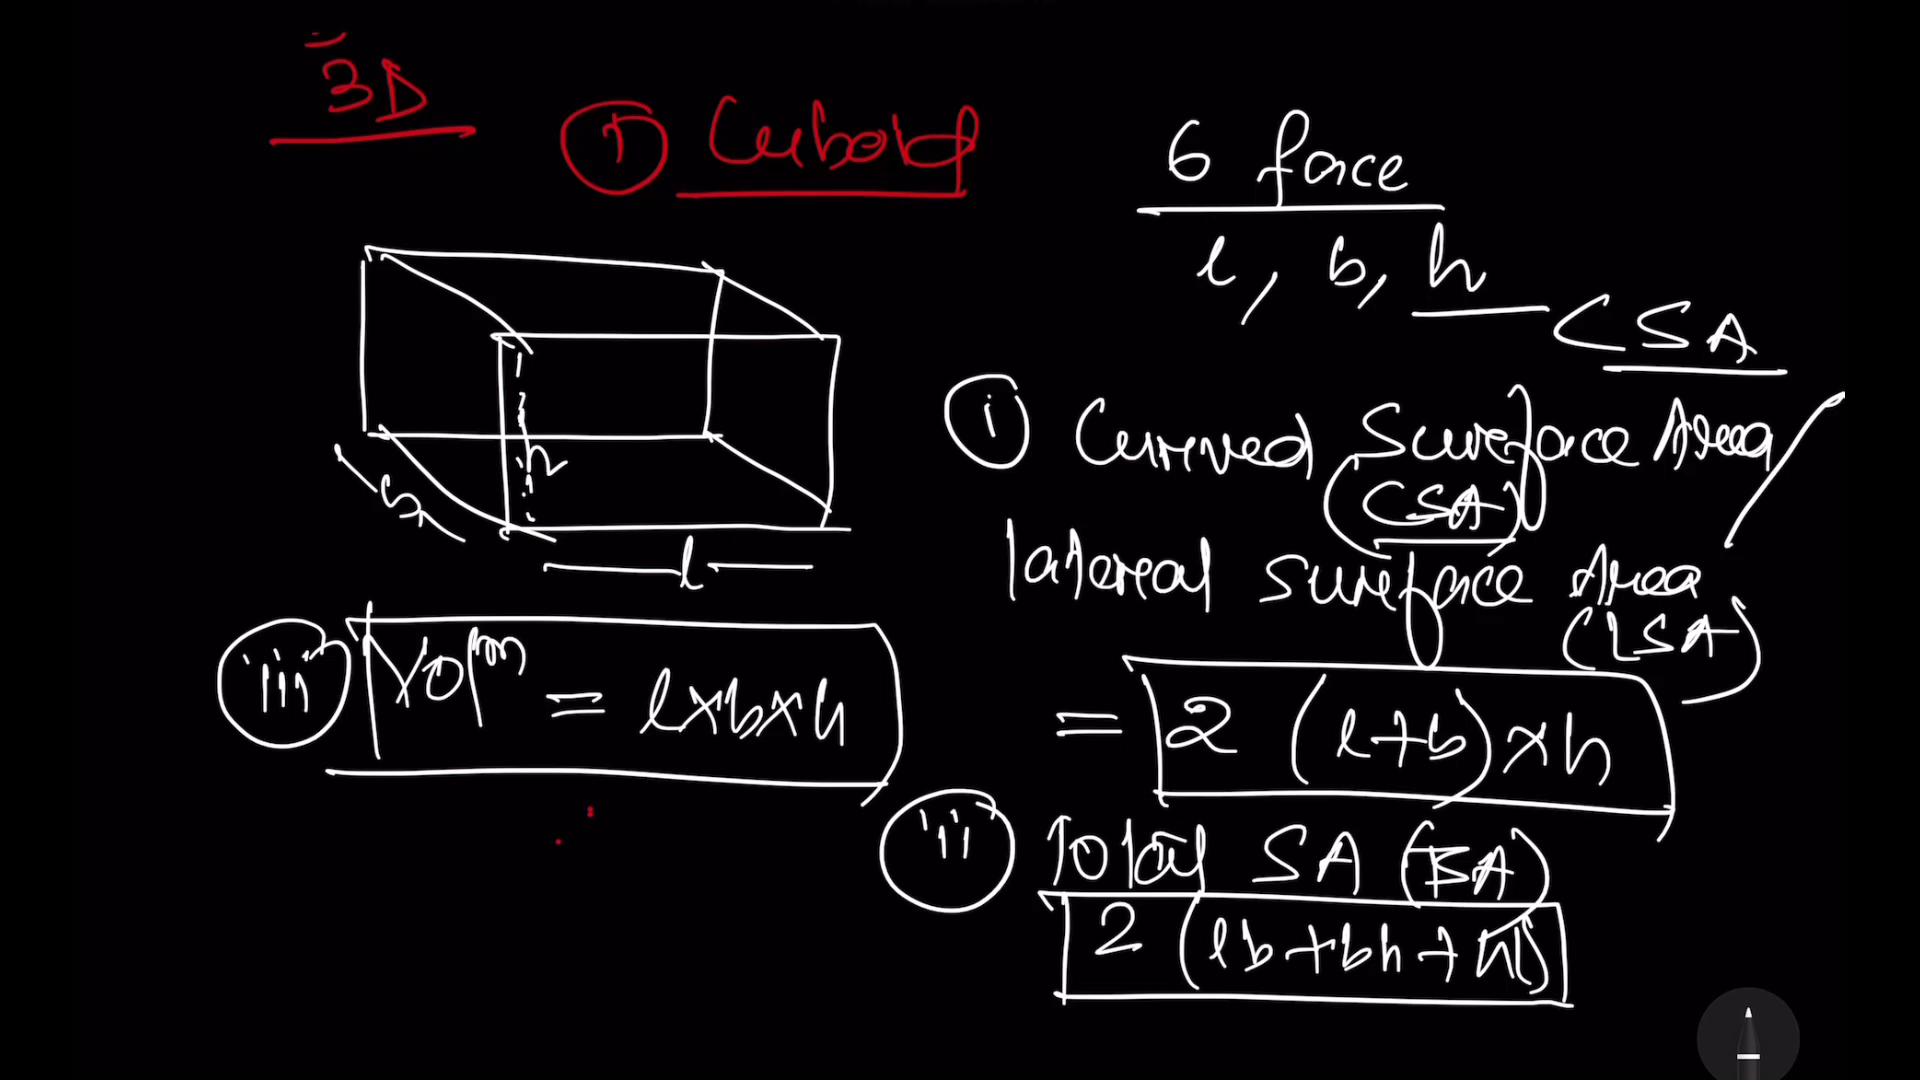 3D
① Cuboid
6 face
l, b, h
CSA
h
b
l
(i) Curved Surface Area /
(CSA)
lateral surface Area
(LSA)
= 2 (l+b) x h
(iii) Volm = l x b x h
(ii) Total SA (TSA)
2 (lb + bh + hl)